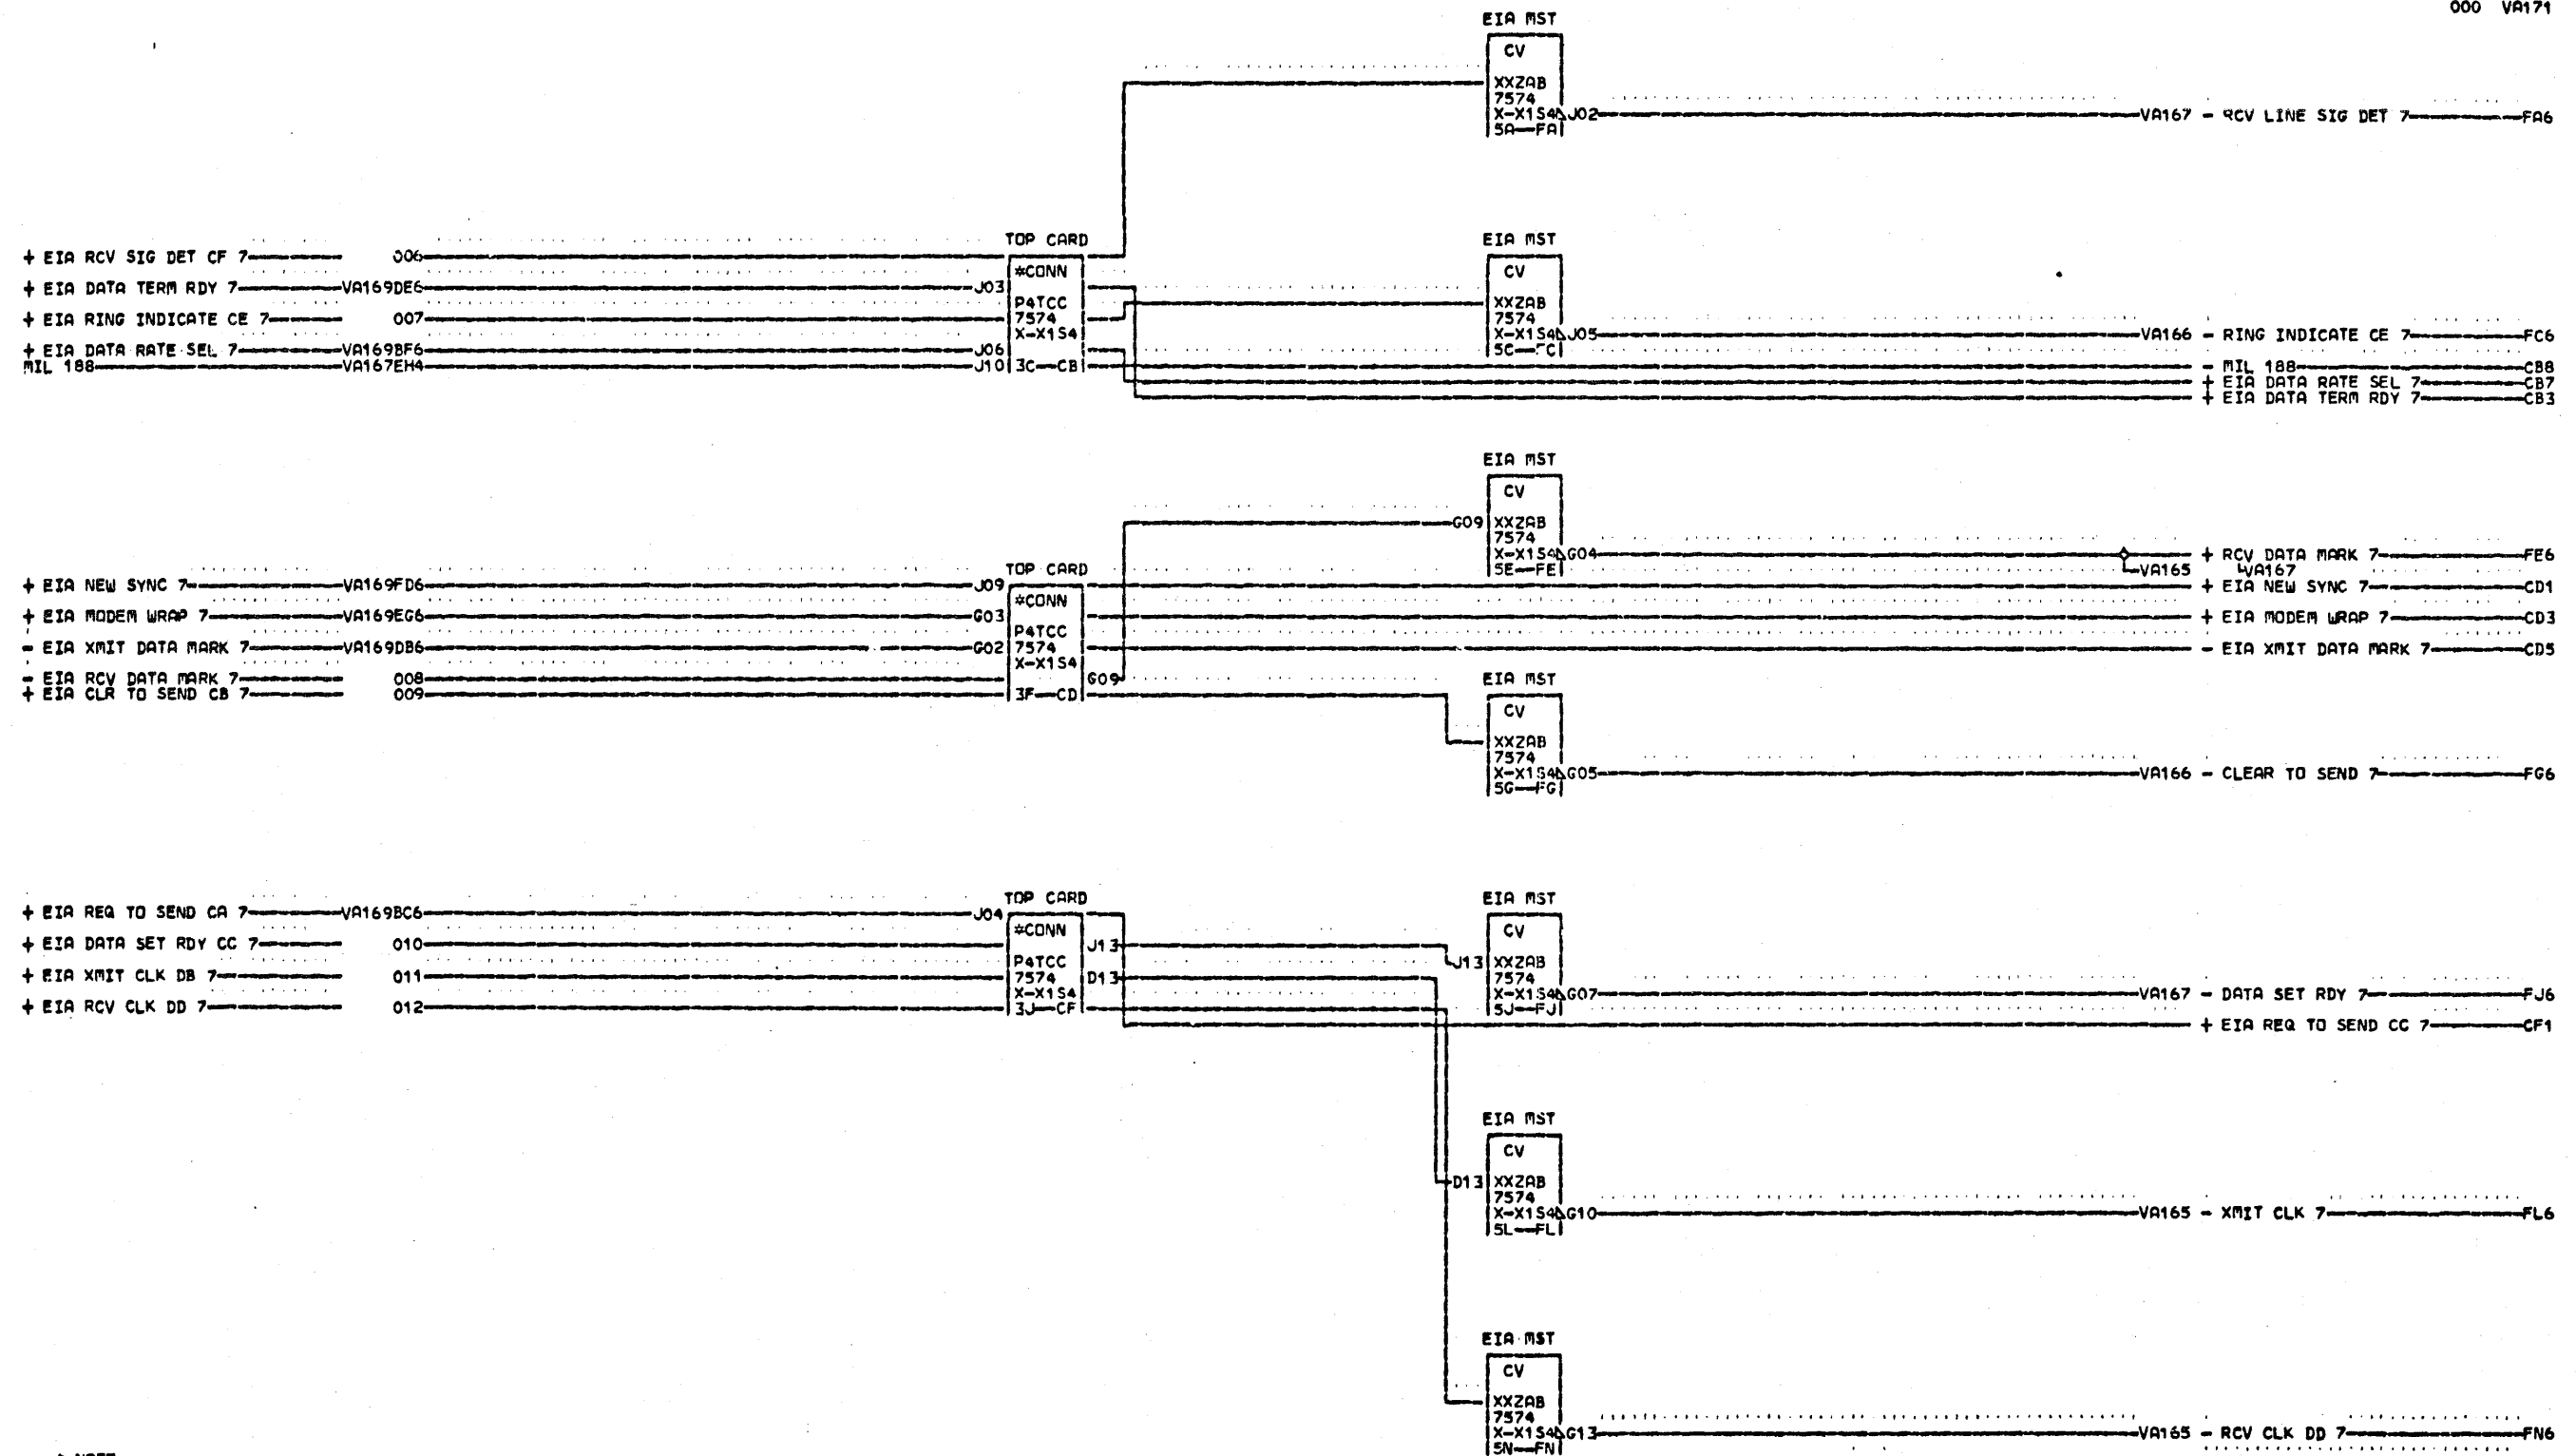 000 VA171
EIA MST
CV
XXZAB
7574
X-X1S4 J02 VA167 - RCV LINE SIG DET 7 FA6
5A FA
TOP CARD EIA MST
+ EIA RCV SIG DET CF 7 006
*CONN CV
+ EIA DATA TERM RDY 7 VA169DE6 J03
P4TCC XXZAB
+ EIA RING INDICATE CE 7 007 7574 7574
X-X1S4 X-X1S4 J05 VA166 - RING INDICATE CE 7 FC6
+ EIA DATA RATE SEL 7 VA169BF6 J06 5C FC
MIL 188 VA167EH4 J10 3C CB - MIL 188 CB8
+ EIA DATA RATE SEL 7 CB7
+ EIA DATA TERM RDY 7 CB3
EIA MST
CV
G09 XXZAB
7574
X-X1S4 G04 + RCV DATA MARK 7 FE6
TOP CARD 5E FE VA165 VA167
+ EIA NEW SYNC 7 VA169FD6 J09 + EIA NEW SYNC 7 CD1
*CONN
+ EIA MODEM WRAP 7 VA169EG6 G03 + EIA MODEM WRAP 7 CD3
P4TCC
- EIA XMIT DATA MARK 7 VA169DB6 G02 7574 - EIA XMIT DATA MARK 7 CD5
X-X1S4
- EIA RCV DATA MARK 7 008 G09 EIA MST
+ EIA CLR TO SEND CB 7 009 3F CD
CV
XXZAB
7574
X-X1S4 G05 VA166 - CLEAR TO SEND 7 FG6
5G FG
TOP CARD EIA MST
+ EIA REQ TO SEND CA 7 VA169BC6 J04
*CONN CV
+ EIA DATA SET RDY CC 7 010 J13
P4TCC J13 XXZAB
+ EIA XMIT CLK DB 7 011 7574 D13 7574
X-X1S4 X-X1S4 G07 VA167 - DATA SET RDY 7 FJ6
+ EIA RCV CLK DD 7 012 3J CF 5J FJ
+ EIA REQ TO SEND CC 7 CF1
EIA MST
CV
D13 XXZAB
7574
X-X1S4 G10 VA165 - XMIT CLK 7 FL6
5L FL
EIA MST
CV
XXZAB
7574
X-X1S4 G13 VA165 - RCV CLK DD 7 FN6
5N FN